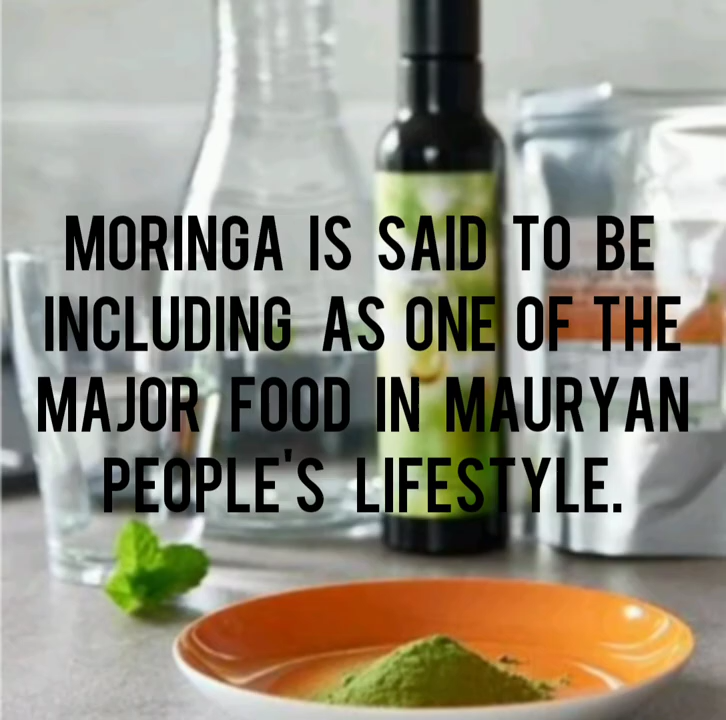 MORINGA IS SAID TO BE
INCLUDING AS ONE OF THE
MAJOR FOOD IN MAURYAN
PEOPLE'S LIFESTYLE.